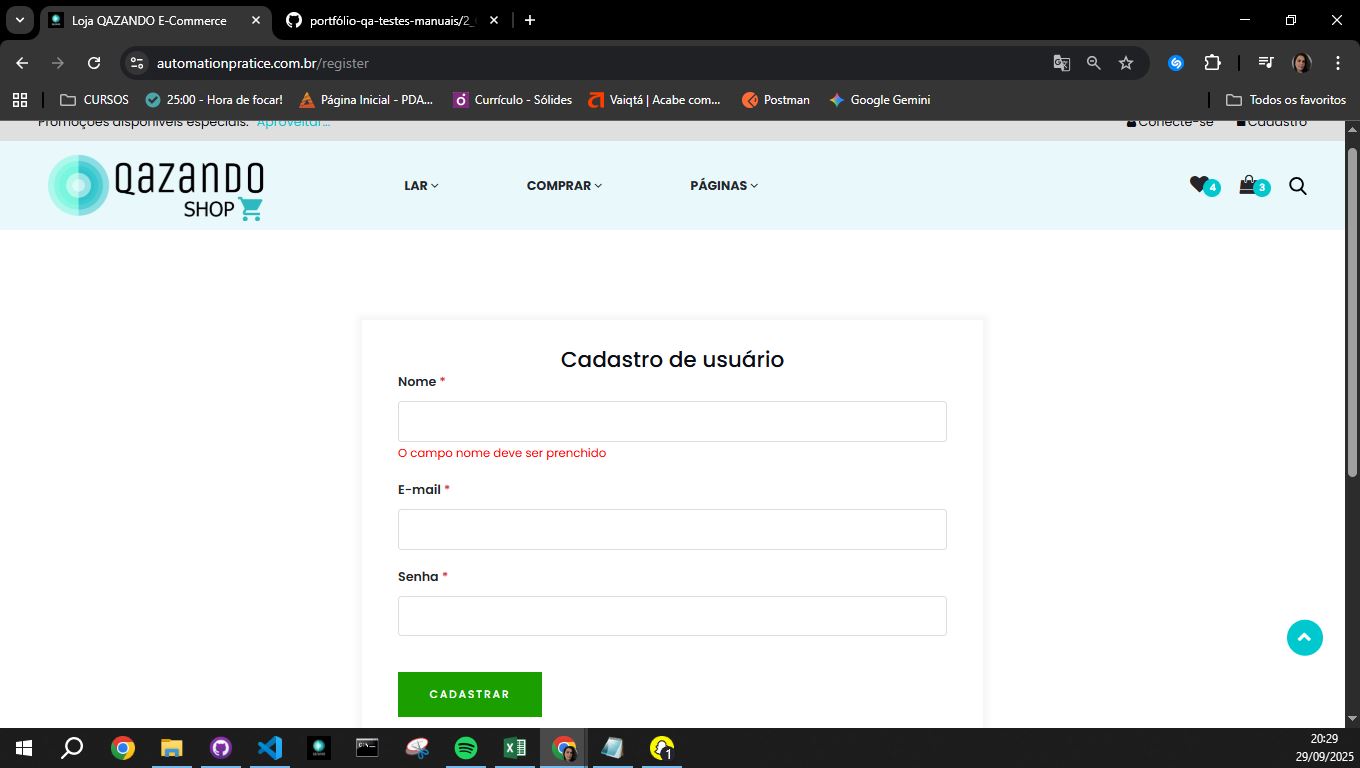 Loja QAZANDO E-Commerce
portfólio-qa-testes-manuais/2_
automationpratice.com.br/register
CURSOS
25:00 - Hora de focar!
Página Inicial - PDA...
Currículo - Sólides
Vaiqtá | Acabe com...
Postman
Google Gemini
Todos os favoritos
Promoções disponíveis especiais. Aproveitar...
Conecte-se
Cadastro
QAZANDO
SHOP
LAR
COMPRAR
PÁGINAS
4
3
Cadastro de usuário
Nome *
O campo nome deve ser prenchido
E-mail *
Senha *
CADASTRAR
1
20:29
29/09/2025